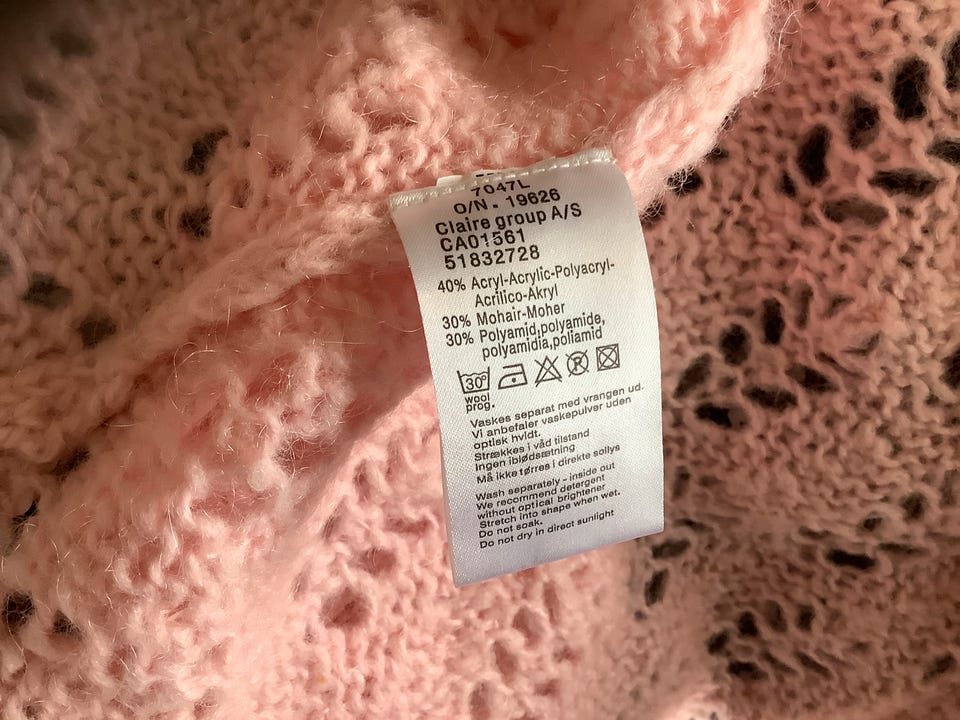 7047L
O/N - 19626
Claire group A/S
CA01561
51832728
40% Acryl-Acrylic-Polyacryl-
Acrilico-Akryl
30% Mohair-Moher
30% Polyamid,polyamide,
polyamidia,poliamid
30°
wool
prog.
Vaskes separat med vrangen ud.
Vi anbefaler vaskepulver uden
optisk hvidt.
Strækkes i våd tilstand
Ingen iblødsætning
Må ikke tørres i direkte sollys
Wash separately - inside out
We recommend detergent
without optical brightener
Stretch into shape when wet.
Do not soak.
Do not dry in direct sunlight